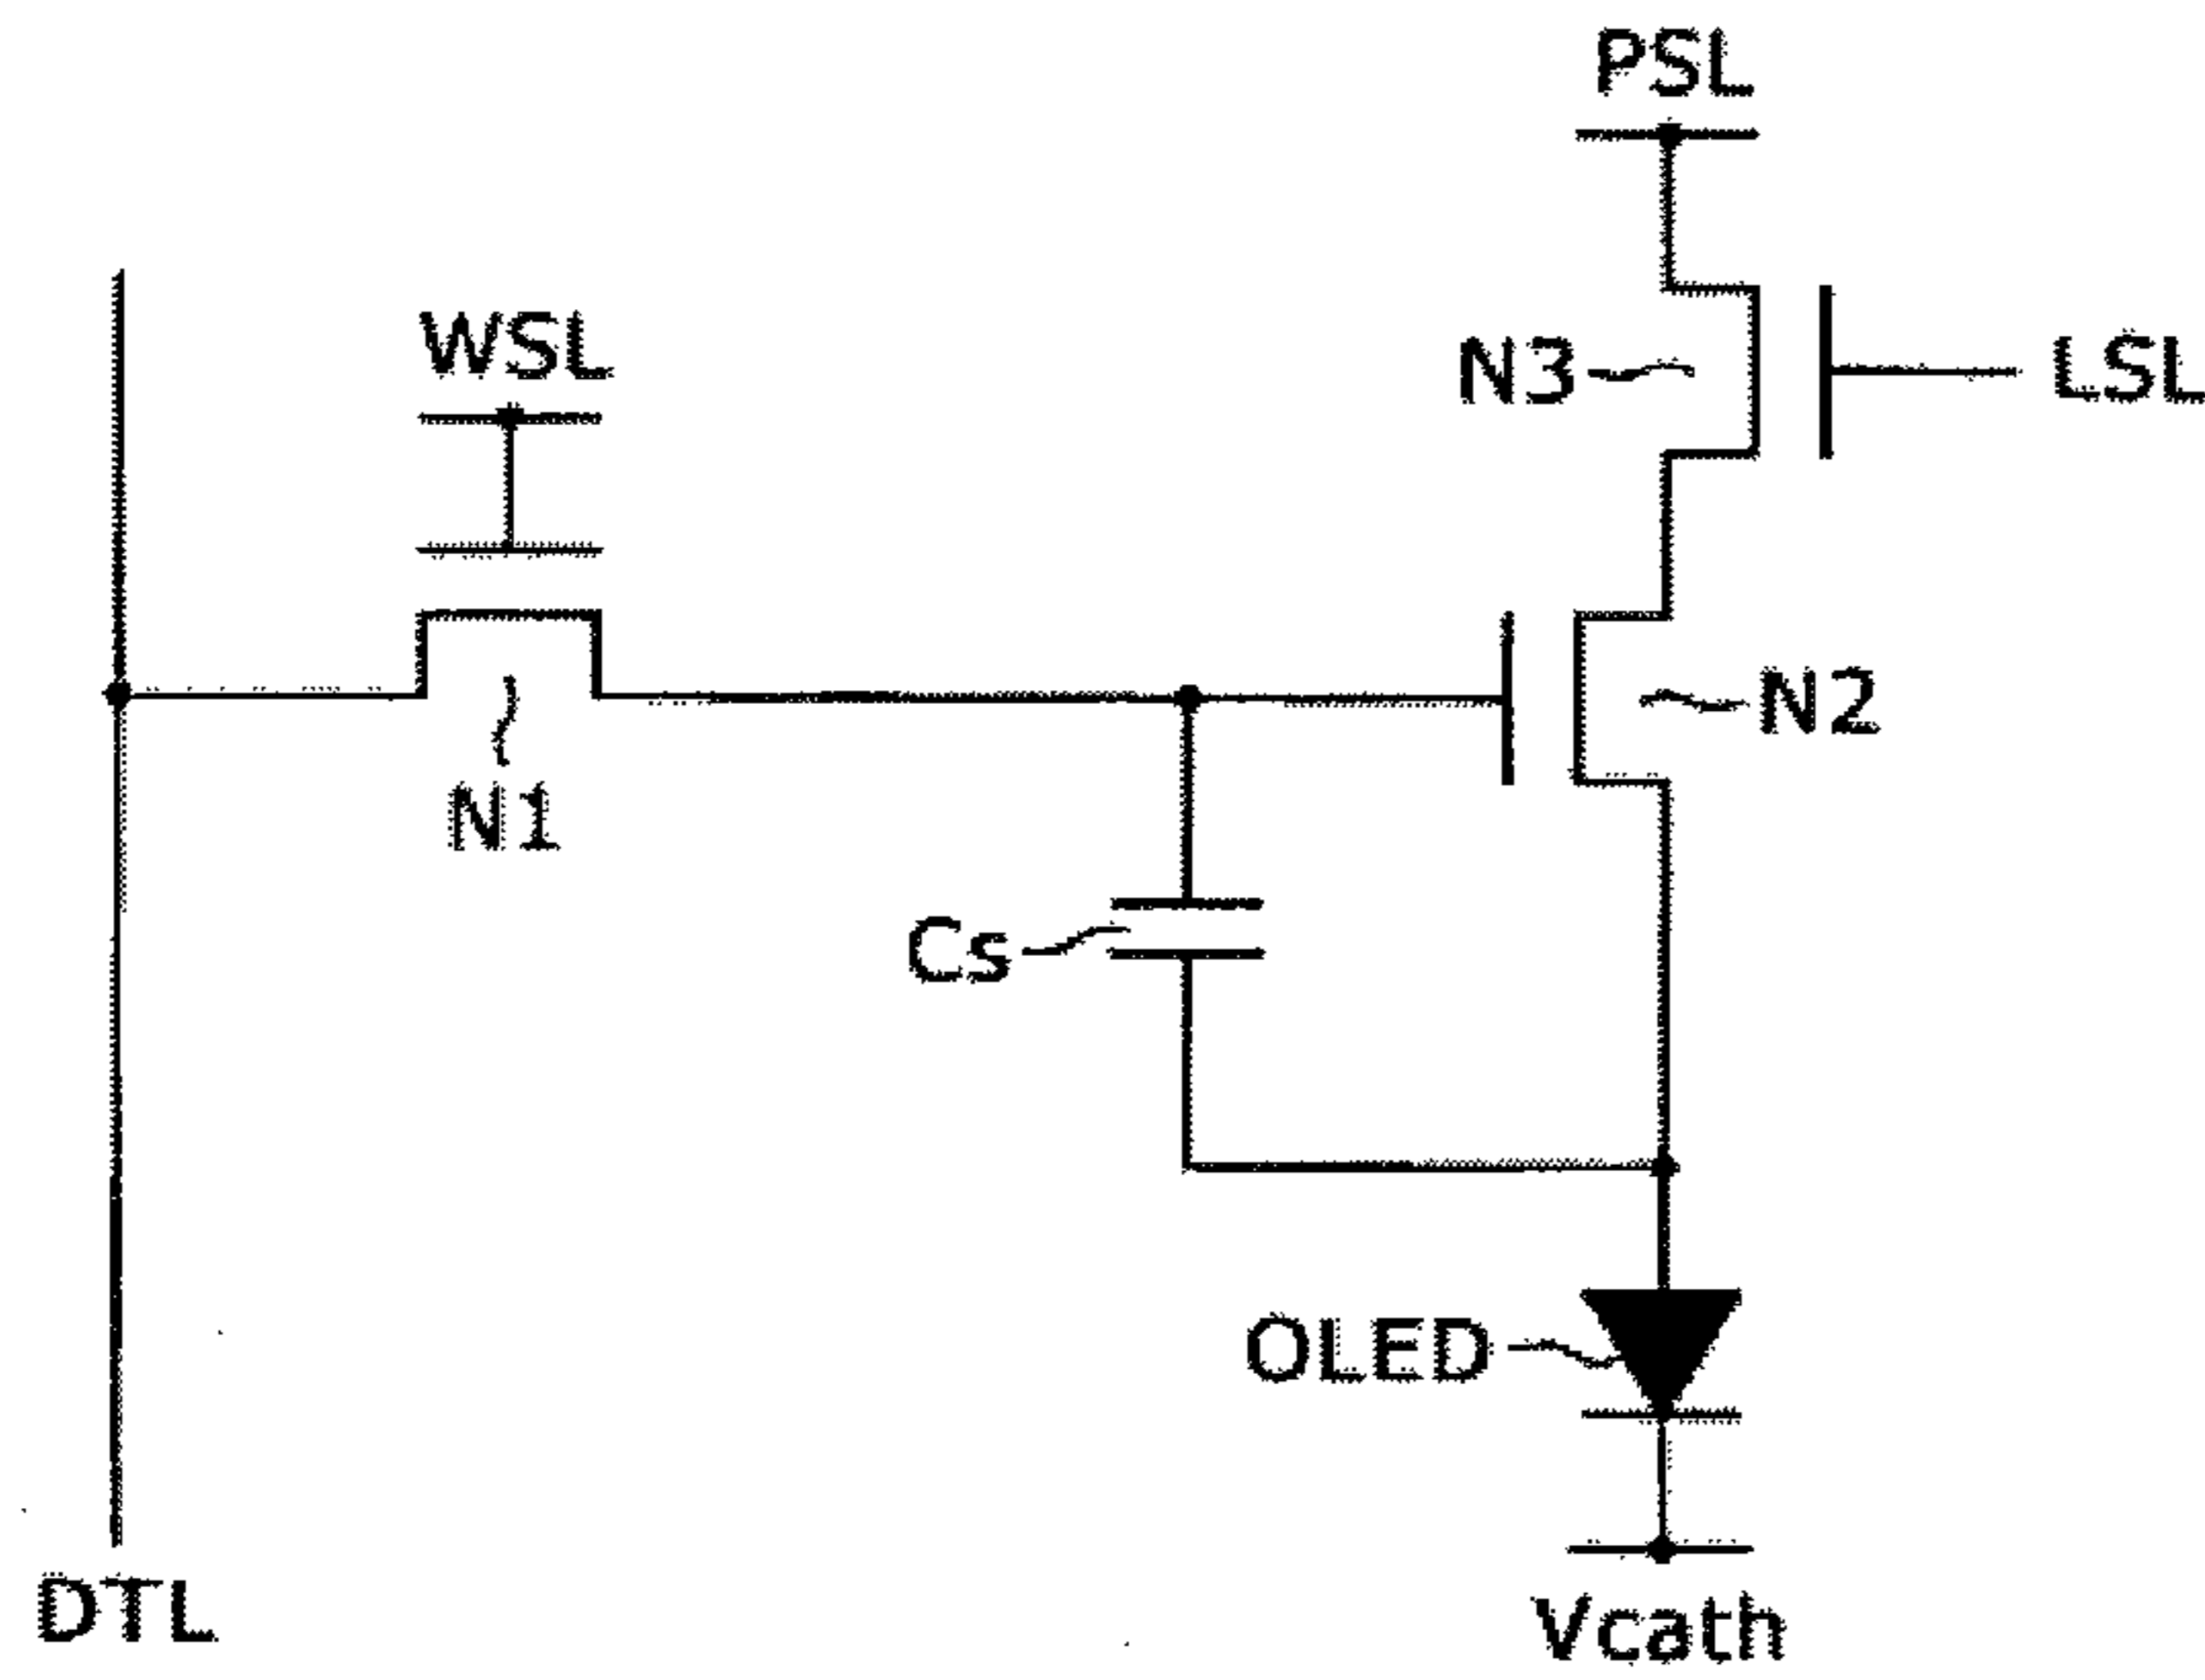 PSL
WSL
N3
LSL
N2
N1
Cs
OLED
DTL
Vcath